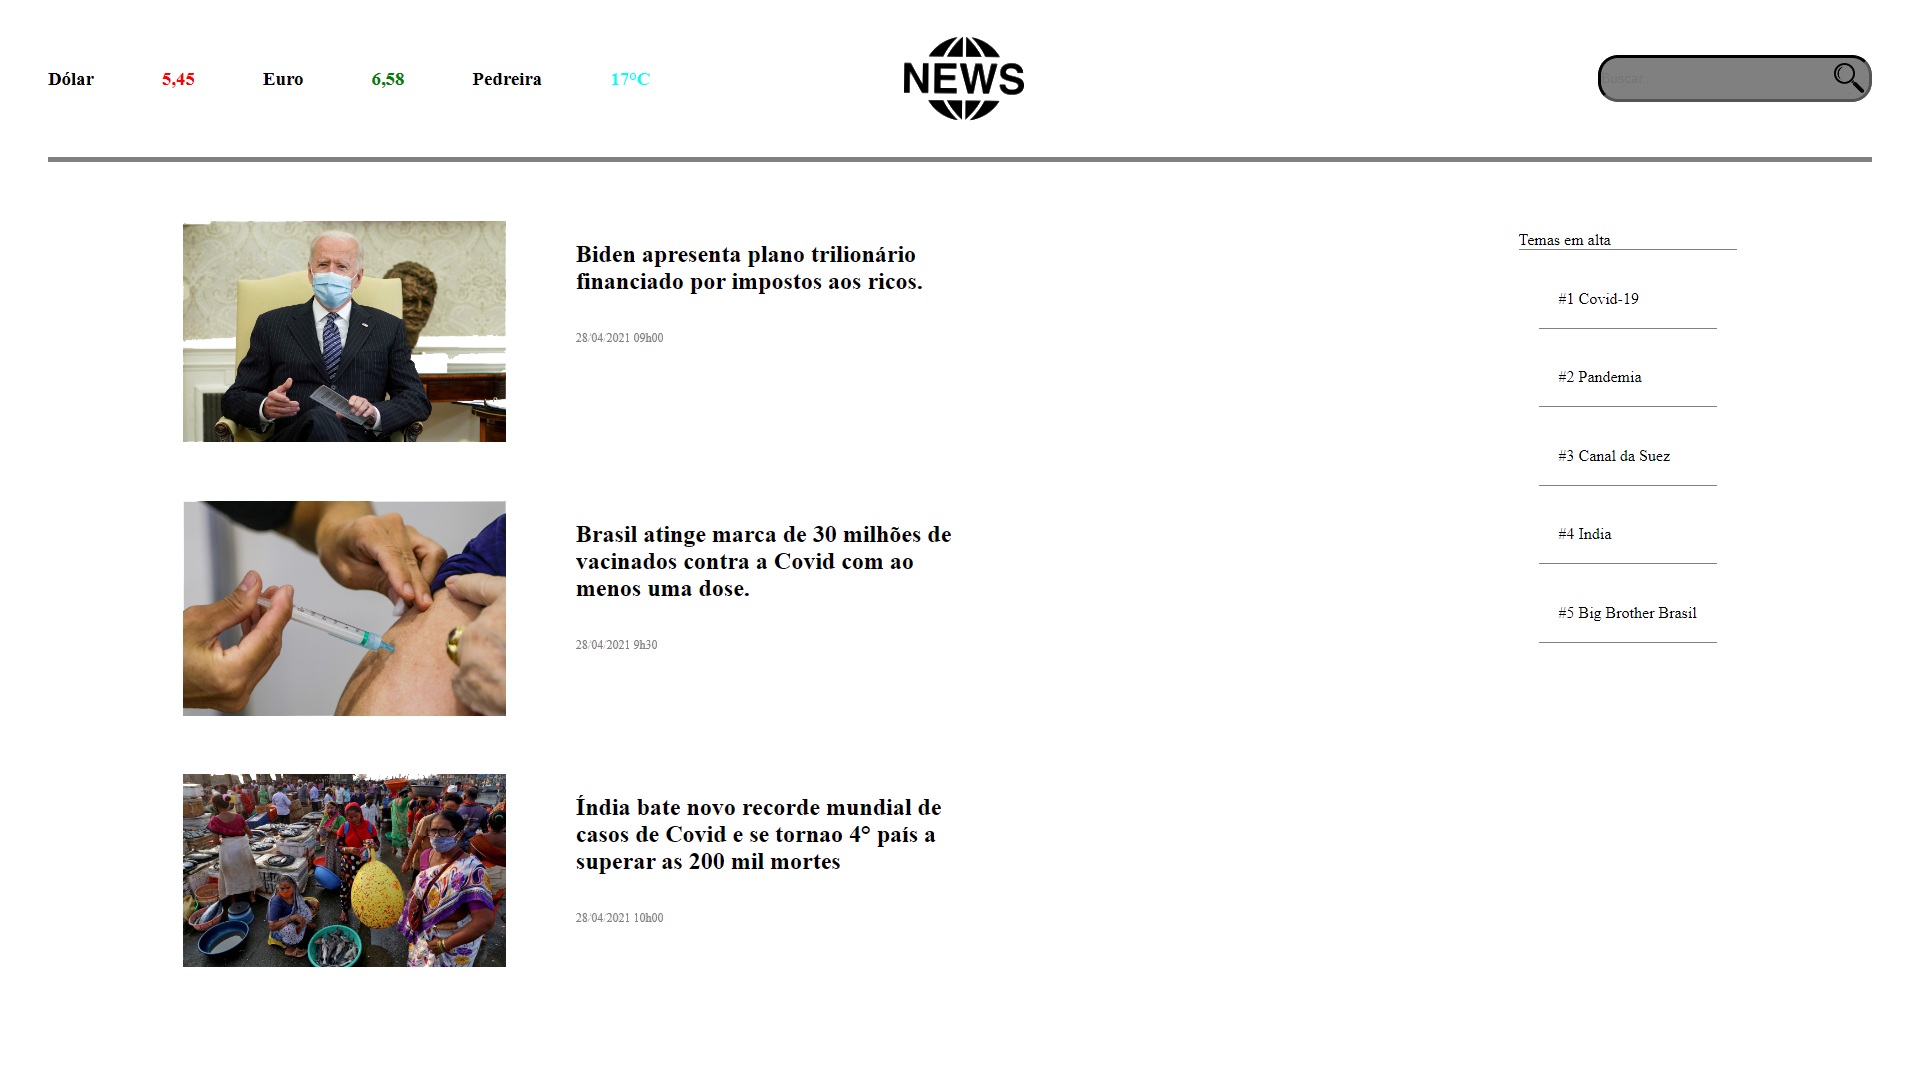 Dólar 5,45 Euro 6,58 Pedreira 17°C
NEWS
Buscar
Biden apresenta plano trilionário
financiado por impostos aos ricos.
28/04/2021 09h00
Brasil atinge marca de 30 milhões de
vacinados contra a Covid com ao
menos uma dose.
28/04/2021 9h30
Índia bate novo recorde mundial de
casos de Covid e se tornao 4° país a
superar as 200 mil mortes
28/04/2021 10h00
Temas em alta
#1 Covid-19
#2 Pandemia
#3 Canal da Suez
#4 India
#5 Big Brother Brasil